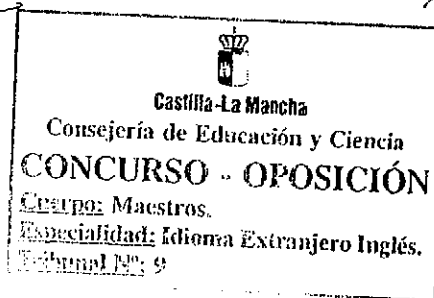 Castilla-La Mancha
Consejería de Educación y Ciencia
CONCURSO - OPOSICIÓN
Cuerpo: Maestros.
Especialidad: Idioma Extranjero Inglés.
Tribunal Nº: 9